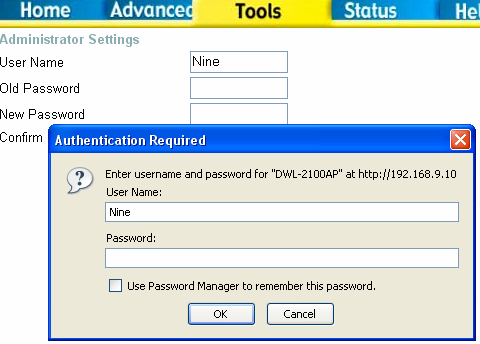 Home Advanced Tools Status Hel
Administrator Settings
User Name Nine
Old Password
New Password
Confirm
Authentication Required
Enter username and password for "DWL-2100AP" at http://192.168.9.10
User Name:
Nine
Password:
Use Password Manager to remember this password.
OK Cancel